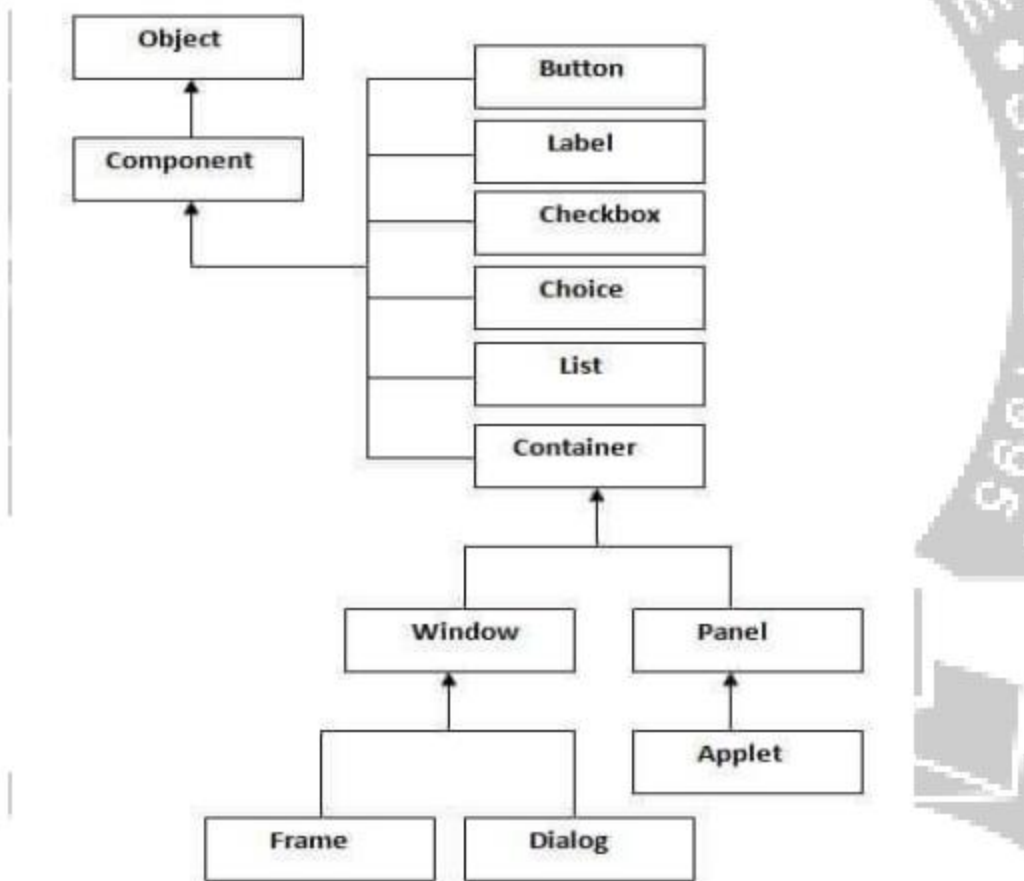 Object
Component
Button
Label
Checkbox
Choice
List
Container
Window
Panel
Applet
Frame
Dialog